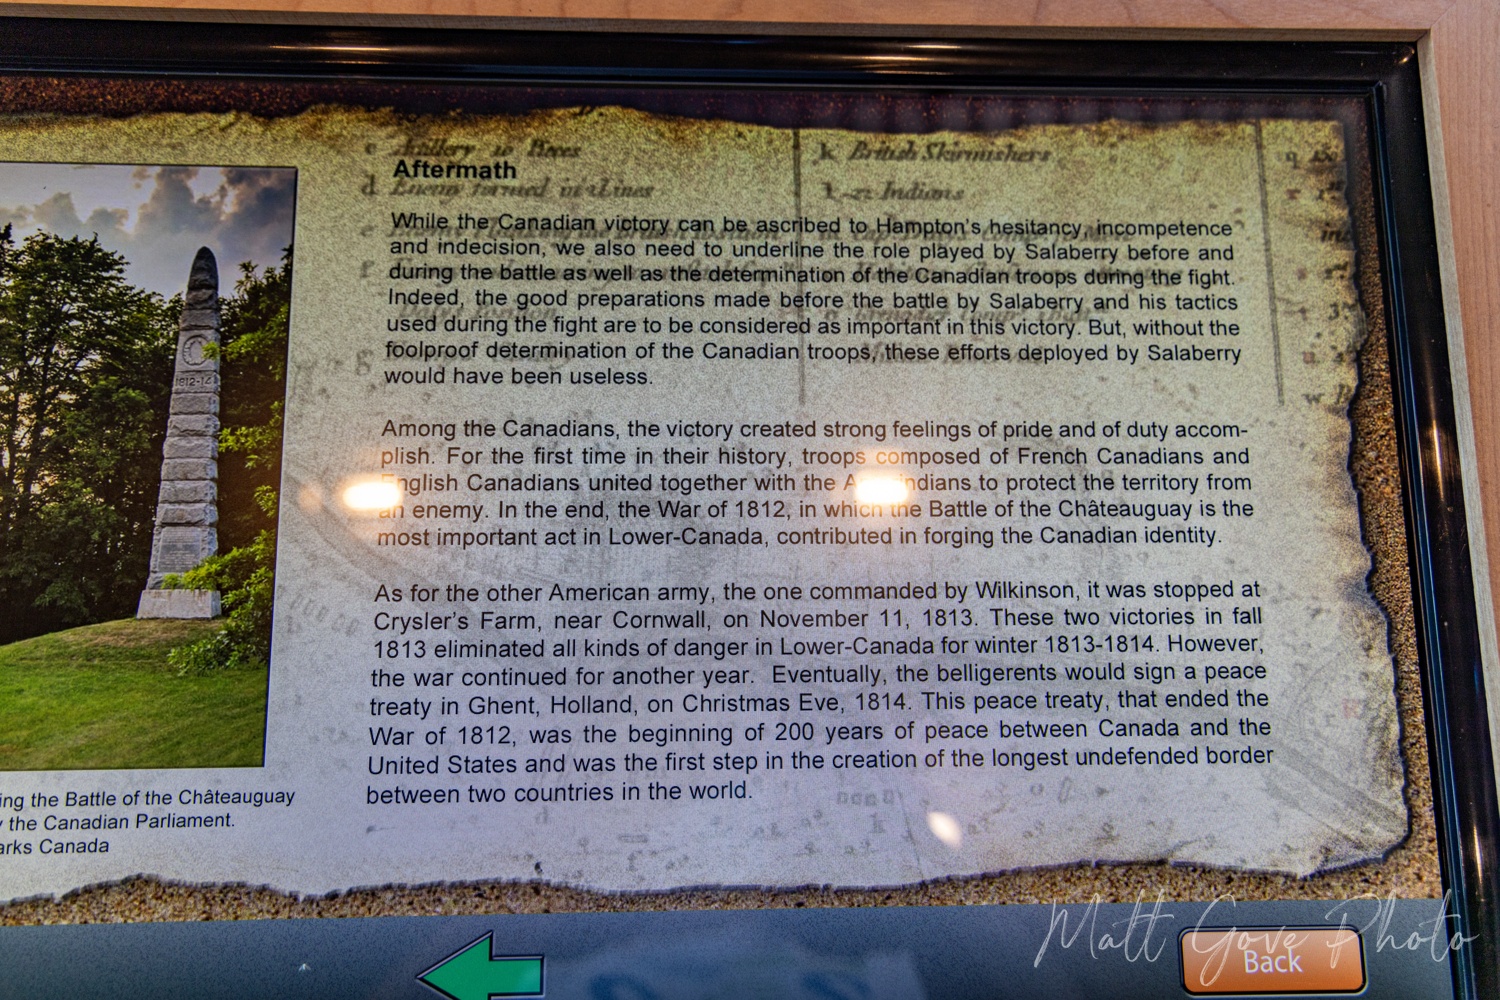 Artillery 10 Pieces
k British Skirmishers
Aftermath
d Enemy formed in 2 Lines
1-22 Indians
While the Canadian victory can be ascribed to Hampton's hesitancy, incompetence
and indecision, we also need to underline the role played by Salaberry before and
during the battle as well as the determination of the Canadian troops during the fight.
Indeed, the good preparations made before the battle by Salaberry and his tactics
used during the fight are to be considered as important in this victory. But, without the
foolproof determination of the Canadian troops, these efforts deployed by Salaberry
would have been useless.
Among the Canadians, the victory created strong feelings of pride and of duty accom-
plish. For the first time in their history, troops composed of French Canadians and
English Canadians united together with the to protect the territory from
an enemy. In the end, the War of 1812, in which the Battle of the Châteauguay is the
most important act in Lower-Canada, contributed in forging the Canadian identity.
As for the other American army, the one commanded by Wilkinson, it was stopped at
Crysler's Farm, near Cornwall, on November 11, 1813. These two victories in fall
1813 eliminated all kinds of danger in Lower-Canada for winter 1813-1814. However,
the war continued for another year. Eventually, the belligerents would sign a peace
treaty in Ghent, Holland, on Christmas Eve, 1814. This peace treaty, that ended the
War of 1812, was the beginning of 200 years of peace between Canada and the
United States and was the first step in the creation of the longest undefended border
between two countries in the world.
1812-14
ing the Battle of the Châteauguay
y the Canadian Parliament.
arks Canada
Back
Matt Gove Photo